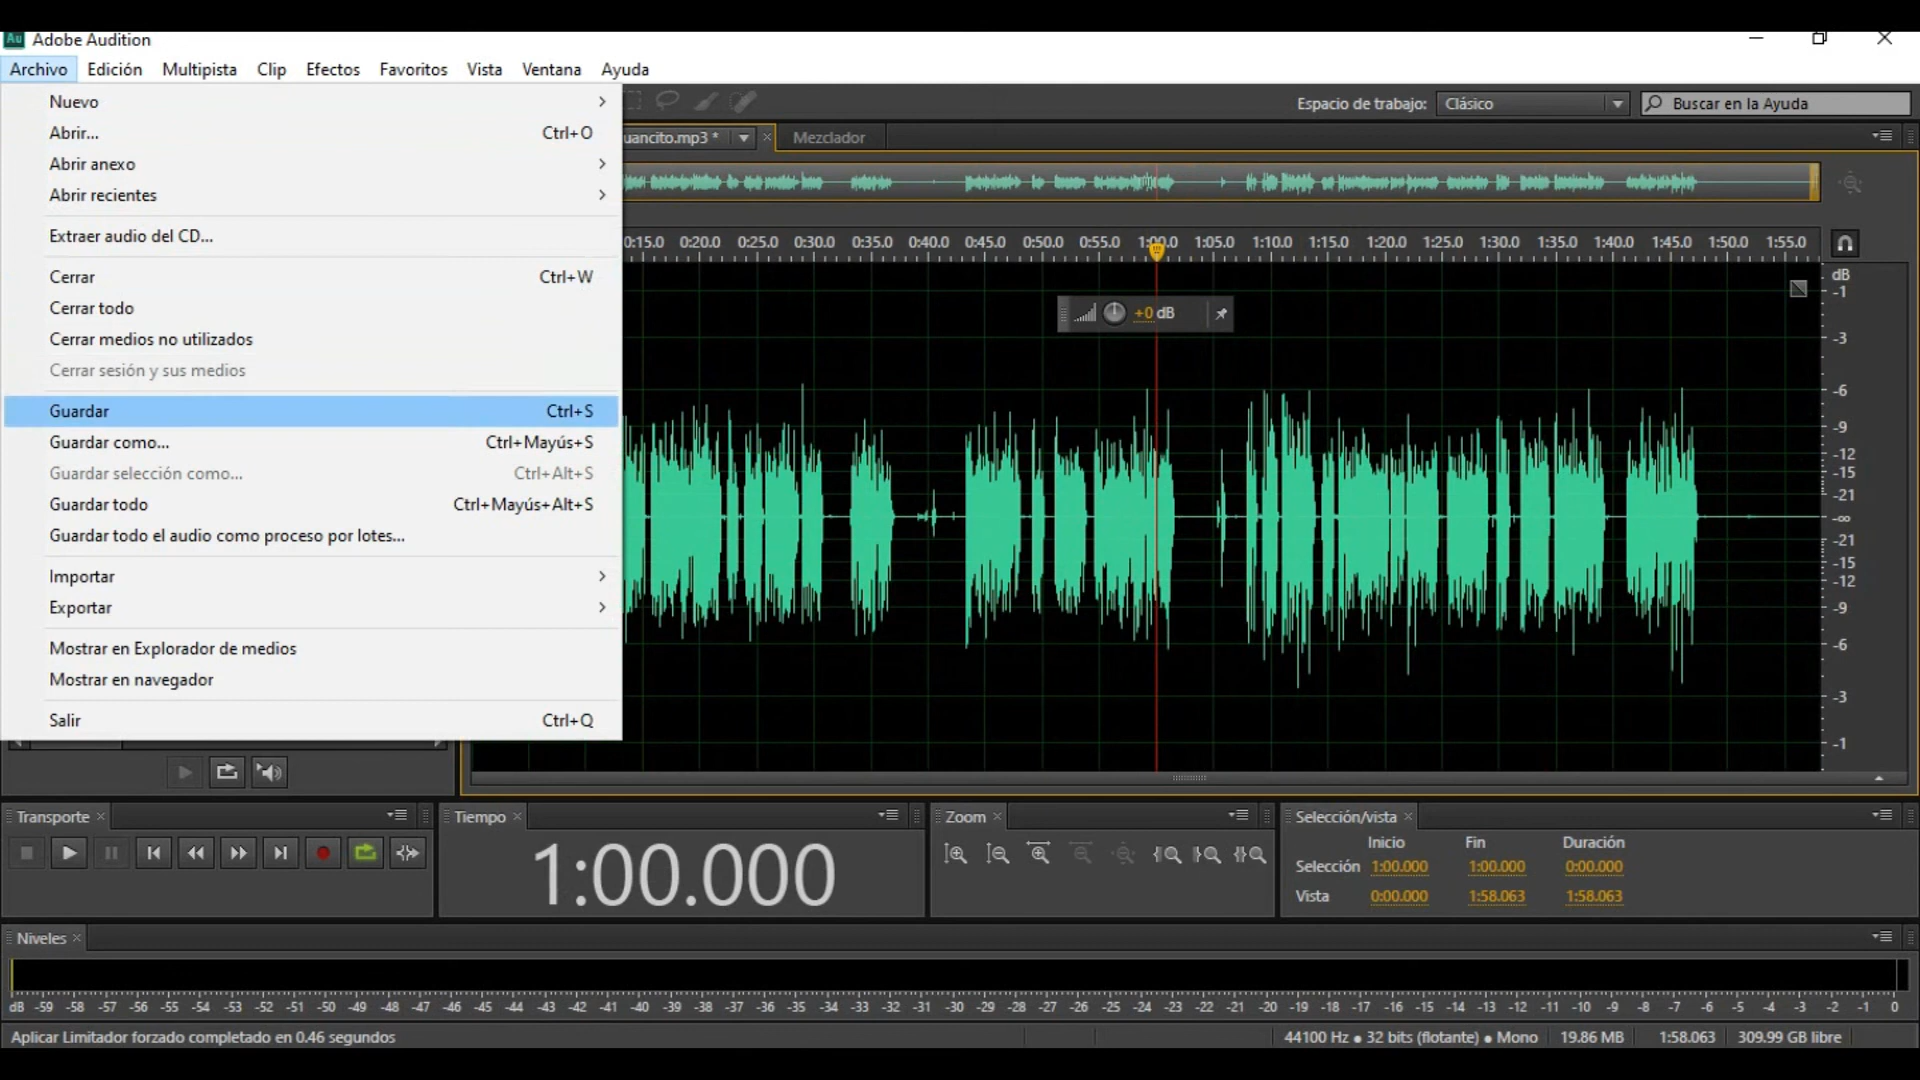 Au Adobe Audition
Archivo Edición Multipista Clip Efectos Favoritos Vista Ventana Ayuda
Nuevo
Abrir... Ctrl+O
Abrir anexo
Abrir recientes
Extraer audio del CD...
Cerrar Ctrl+W
Cerrar todo
Cerrar medios no utilizados
Cerrar sesión y sus medios
Guardar Ctrl+S
Guardar como... Ctrl+Mayús+S
Guardar selección como... Ctrl+Alt+S
Guardar todo Ctrl+Mayús+Alt+S
Guardar todo el audio como proceso por lotes...
Importar
Exportar
Mostrar en Explorador de medios
Mostrar en navegador
Salir Ctrl+Q
Espacio de trabajo: Clásico Buscar en la Ayuda
uancito.mp3 * Mezclador
0:15.0 0:20.0 0:25.0 0:30.0 0:35.0 0:40.0 0:45.0 0:50.0 0:55.0 1:00.0 1:05.0 1:10.0 1:15.0 1:20.0 1:25.0 1:30.0 1:35.0 1:40.0 1:45.0 1:50.0 1:55.0
dB
-1
+0 dB
-3
-6
-9
-12
-15
-21
-∞
-21
-15
-12
-9
-6
-3
-1
Transporte Tiempo Zoom Selección/vista
1:00.000
Inicio Fin Duración
Selección 1:00.000 1:00.000 0:00.000
Vista 0:00.000 1:58.063 1:58.063
Niveles
dB -59 -58 -57 -56 -55 -54 -53 -52 -51 -50 -49 -48 -47 -46 -45 -44 -43 -42 -41 -40 -39 -38 -37 -36 -35 -34 -33 -32 -31 -30 -29 -28 -27 -26 -25 -24 -23 -22 -21 -20 -19 -18 -17 -16 -15 -14 -13 -12 -11 -10 -9 -8 -7 -6 -5 -4 -3 -2 -1 0
Aplicar Limitador forzado completado en 0.46 segundos 44100 Hz ● 32 bits (flotante) ● Mono 19.86 MB 1:58.063 309.99 GB libre